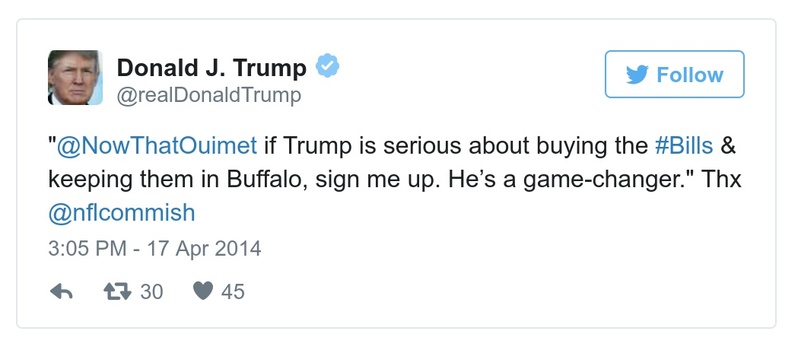 Donald J. Trump
Follow
@realDonaldTrump
"@NowThatOuimet if Trump is serious about buying the #Bills &
keeping them in Buffalo, sign me up. He’s a game-changer." Thx
@nflcommish
3:05 PM - 17 Apr 2014
30 45